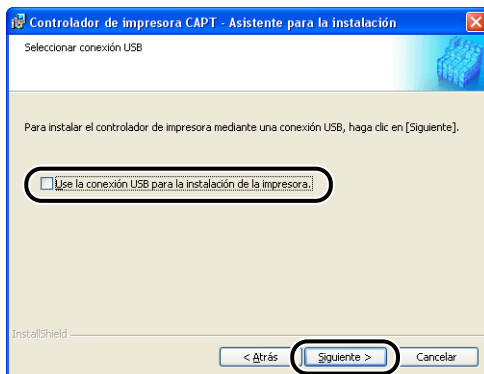 Controlador de impresora CAPT - Asistente para la instalación
Seleccionar conexión USB
Para instalar el controlador de impresora mediante una conexión USB, haga clic en [Siguiente].
Use la conexión USB para la instalación de la impresora.
InstallShield
< Atrás
Siguiente >
Cancelar